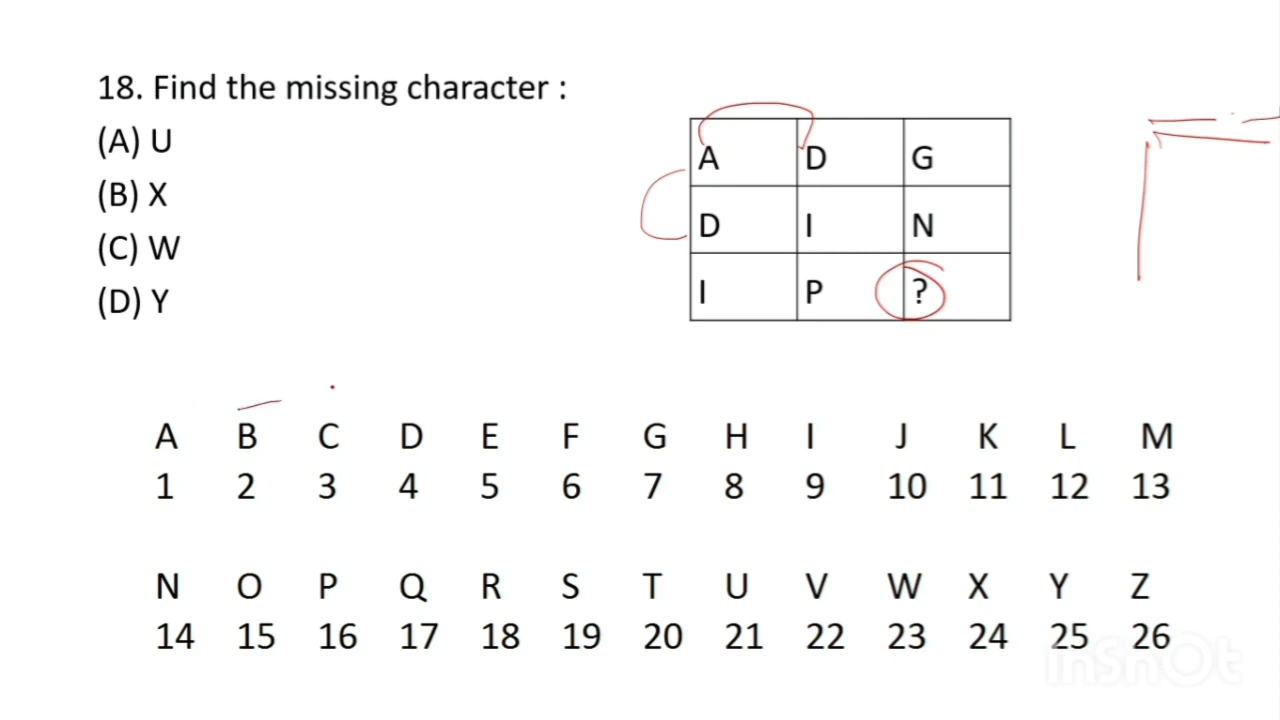 18. Find the missing character :
(A) U
(B) X
(C) W
(D) Y
A D G
D I N
I P ?
A B C D E F G H I J K L M
1 2 3 4 5 6 7 8 9 10 11 12 13
N O P Q R S T U V W X Y Z
14 15 16 17 18 19 20 21 22 23 24 25 26
InShOt